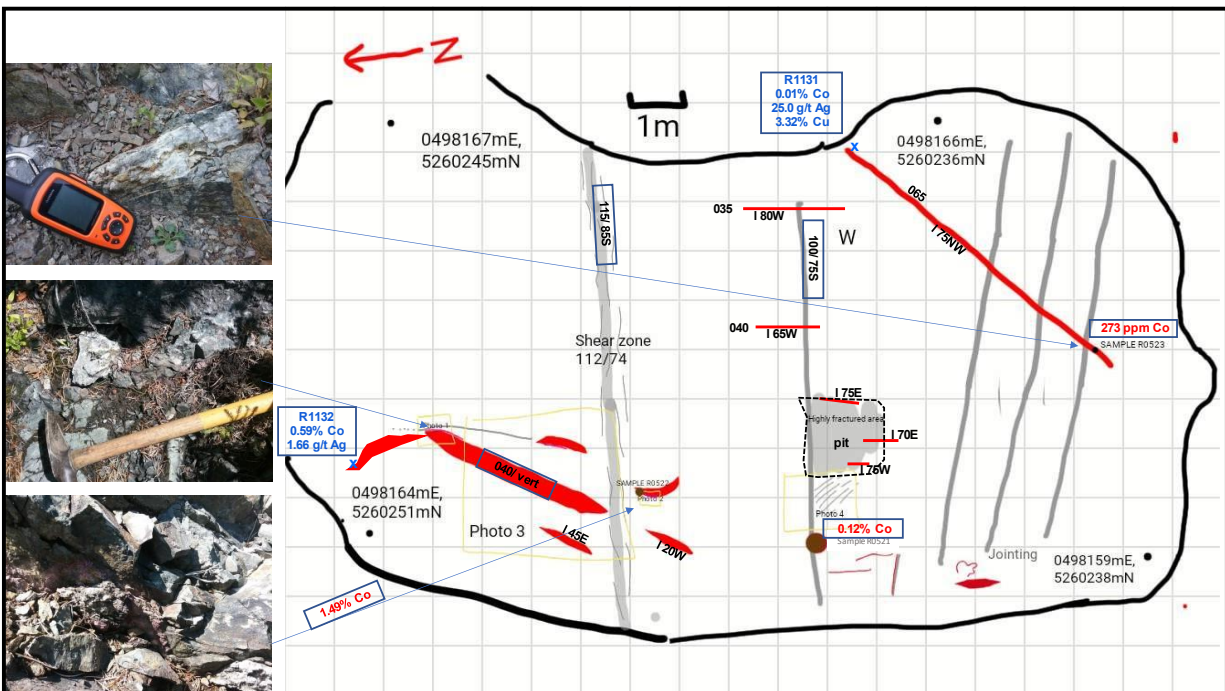 N
R1131
0.01% Co
25.0 g/t Ag
3.32% Cu
1m
0498167mE,
5260245mN
0498166mE,
5260236mN
115/ 85S
035
I 80W
W
100/75S
065
I 75NW
040
I 65W
273 ppm Co
SAMPLE R0523
Shear zone
112/74
I 75E
Highly fractured area
pit
I 70E
I 75W
R1132
0.59% Co
1.66 g/t Ag
Photo 1
040/ vert
SAMPLE R0522
Photo 2
0498164mE,
5260251mN
Photo 3
I 45E
I 20W
Photo 4
0.12% Co
Sample R0521
Jointing
0498159mE,
5260238mN
1.49% Co